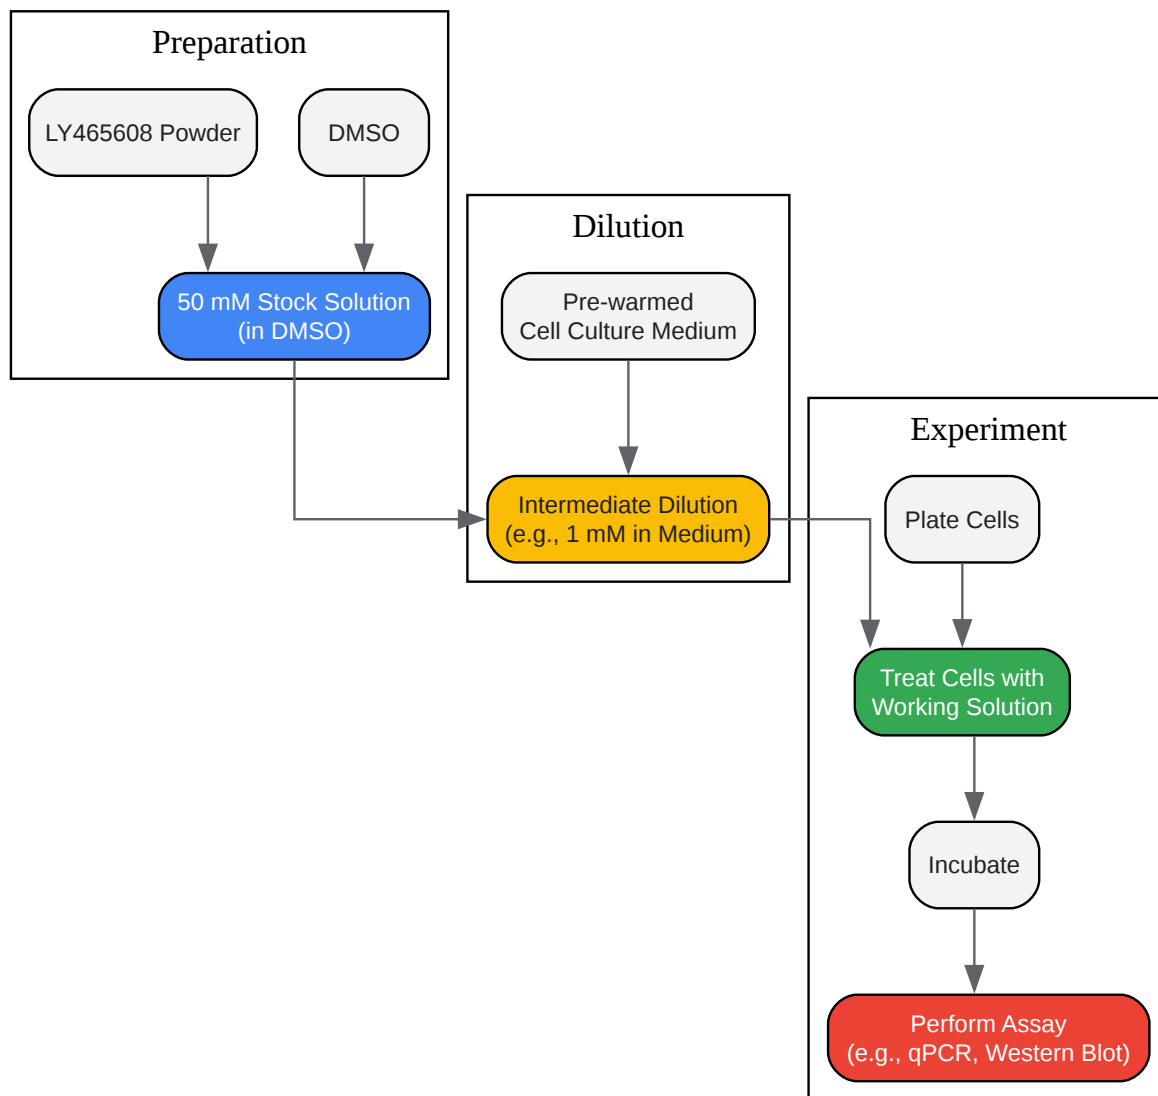 Preparation
LY465608 Powder
DMSO
50 mM Stock Solution
(in DMSO)
Dilution
Pre-warmed
Cell Culture Medium
Intermediate Dilution
(e.g., 1 mM in Medium)
Experiment
Plate Cells
Treat Cells with
Working Solution
Incubate
Perform Assay
(e.g., qPCR, Western Blot)